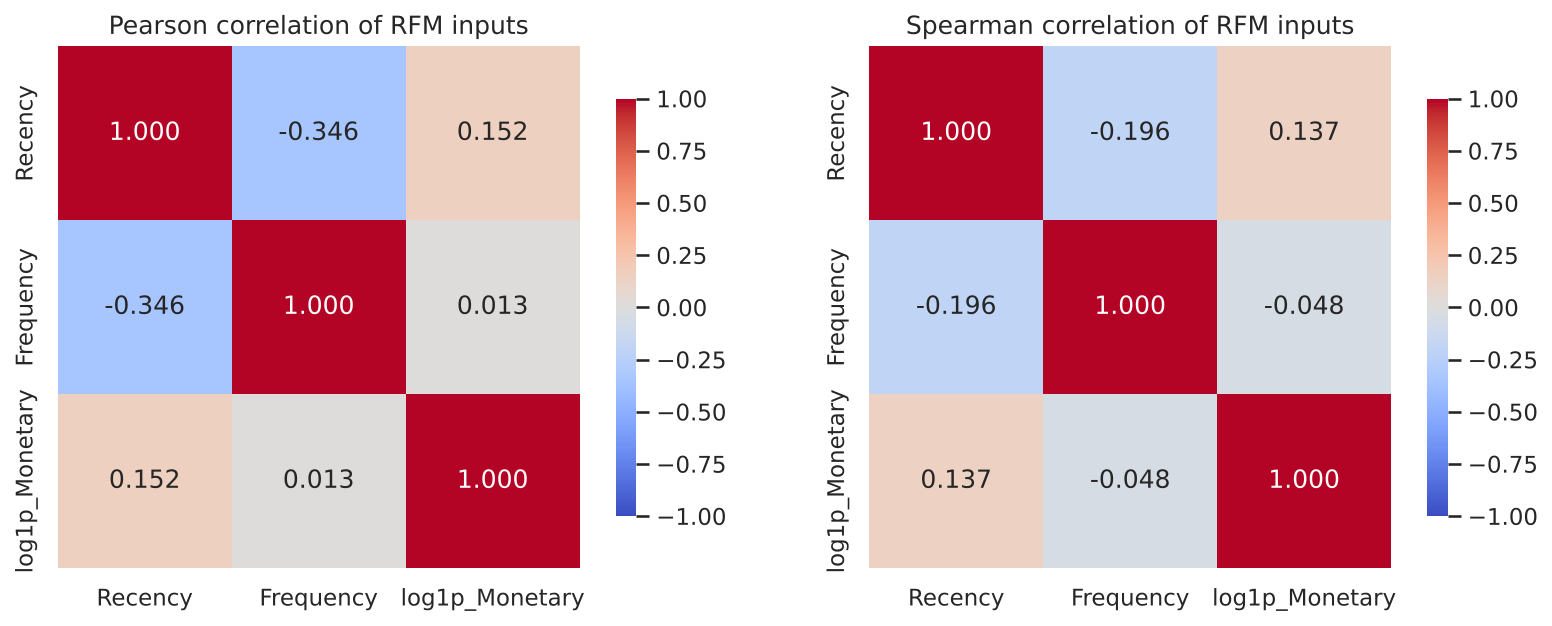 Pearson correlation of RFM inputs
Recency
1.000
-0.346
0.152
Frequency
-0.346
1.000
0.013
log1p_Monetary
0.152
0.013
1.000
Recency
Frequency
log1p_Monetary
1.00
0.75
0.50
0.25
0.00
−0.25
−0.50
−0.75
−1.00
Spearman correlation of RFM inputs
Recency
1.000
-0.196
0.137
Frequency
-0.196
1.000
-0.048
log1p_Monetary
0.137
-0.048
1.000
Recency
Frequency
log1p_Monetary
1.00
0.75
0.50
0.25
0.00
−0.25
−0.50
−0.75
−1.00